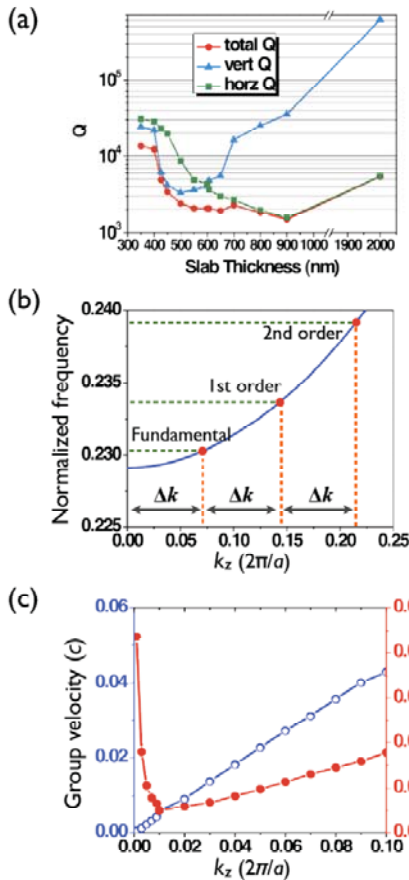 (a)
total Q
vert Q
horz Q
Q
10^5
10^4
10^3
300 400 500 600 700 800 900 1000 1900 2000
Slab Thickness (nm)
(b)
Normalized frequency
0.240
0.235
0.230
0.225
2nd order
1st order
Fundamental
Δk Δk Δk
0.00 0.05 0.10 0.15 0.20 0.25
k_z (2π/a)
(c)
Group velocity (c)
0.06
0.04
0.02
0.00
0.00 0.02 0.04 0.06 0.08 0.10
k_z (2π/a)